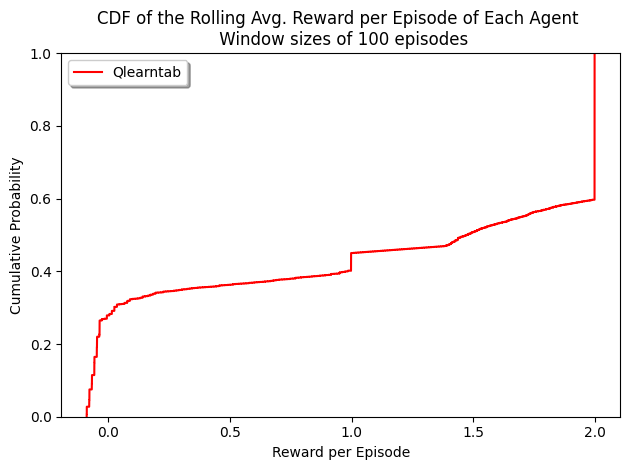 CDF of the Rolling Avg. Reward per Episode of Each Agent
Window sizes of 100 episodes
Qlearntab
1.0
0.8
0.6
0.4
0.2
0.0
Cumulative Probability
0.0 0.5 1.0 1.5 2.0
Reward per Episode